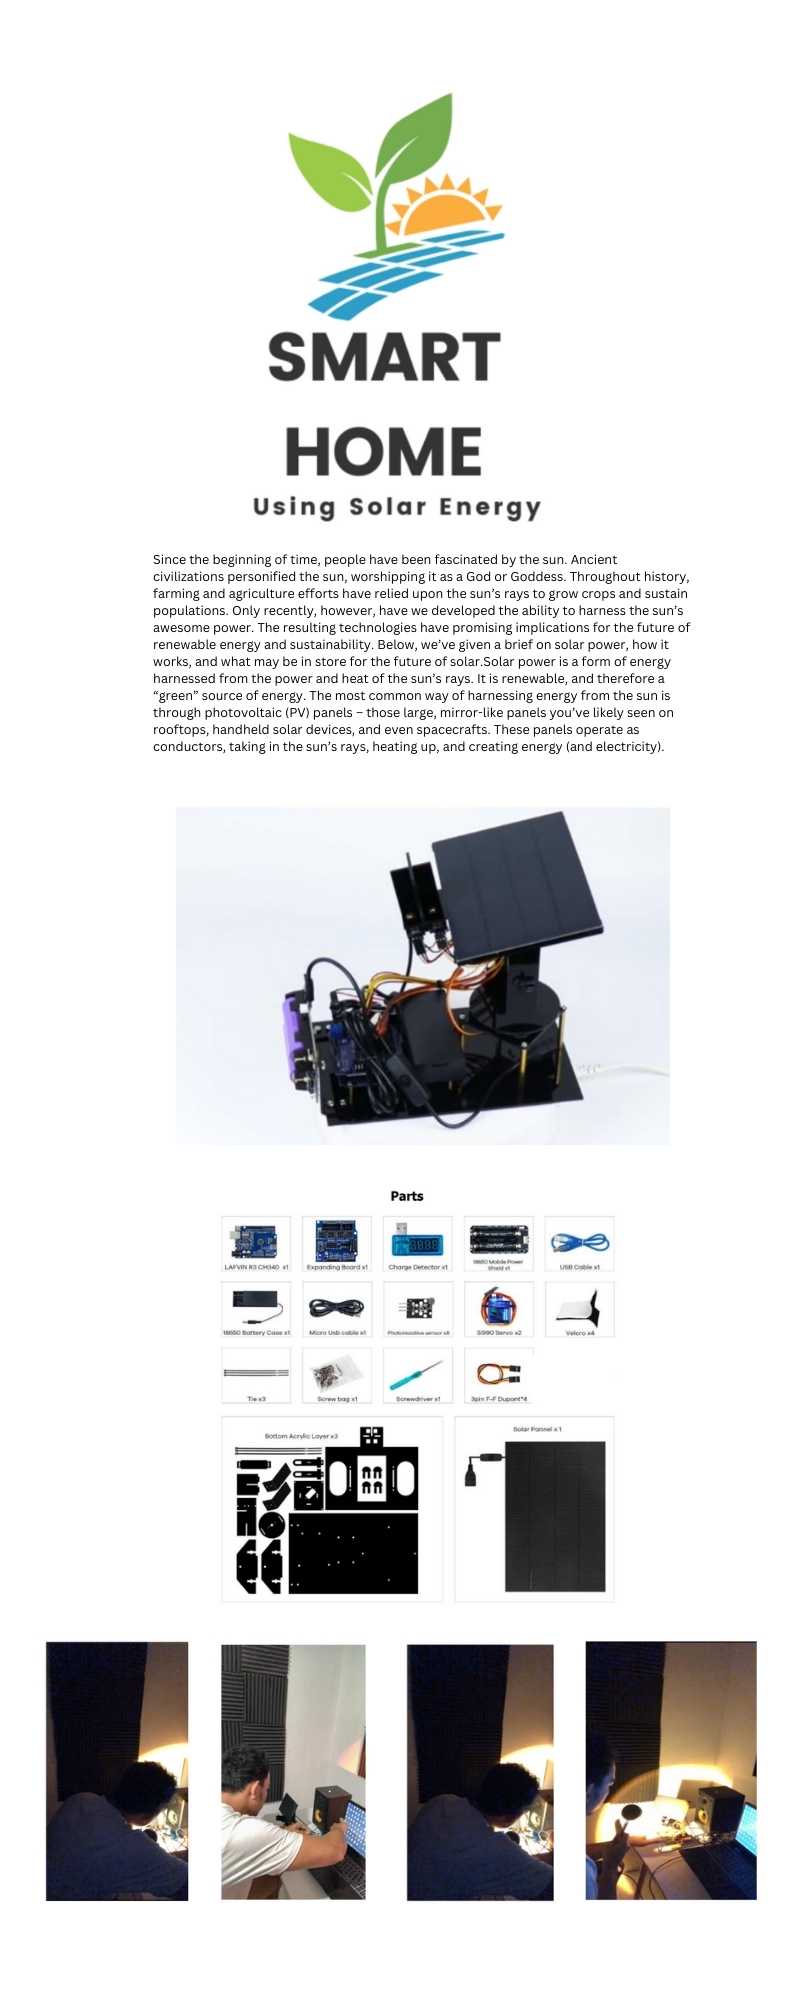 SMART
HOME
Using Solar Energy
Since the beginning of time, people have been fascinated by the sun. Ancient
civilizations personified the sun, worshipping it as a God or Goddess. Throughout history,
farming and agriculture efforts have relied upon the sun’s rays to grow crops and sustain
populations. Only recently, however, have we developed the ability to harness the sun’s
awesome power. The resulting technologies have promising implications for the future of
renewable energy and sustainability. Below, we’ve given a brief on solar power, how it
works, and what may be in store for the future of solar.Solar power is a form of energy
harnessed from the power and heat of the sun’s rays. It is renewable, and therefore a
“green” source of energy. The most common way of harnessing energy from the sun is
through photovoltaic (PV) panels – those large, mirror-like panels you’ve likely seen on
rooftops, handheld solar devices, and even spacecrafts. These panels operate as
conductors, taking in the sun’s rays, heating up, and creating energy (and electricity).
Parts
LAFVIN R3 CH340 x1
Expanding Board x1
Charge Detector x1
18650 Mobile Power
Shield x1
USB Cable x1
18650 Battery Case x1
Micro Usb cable x1
Photoresistive sensor x4
SG90 Servo x2
Velcro x4
Tie x3
Screw bag x1
Screwdriver x1
3pin F-F Dupont*4
Bottom Acrylic Layer x3
Solar Pannel x1